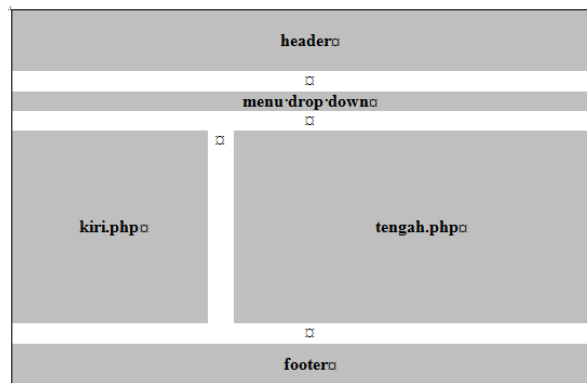 header¤
¤
menu·drop·down¤
¤
¤
kiri.php¤
tengah.php¤
¤
footer¤